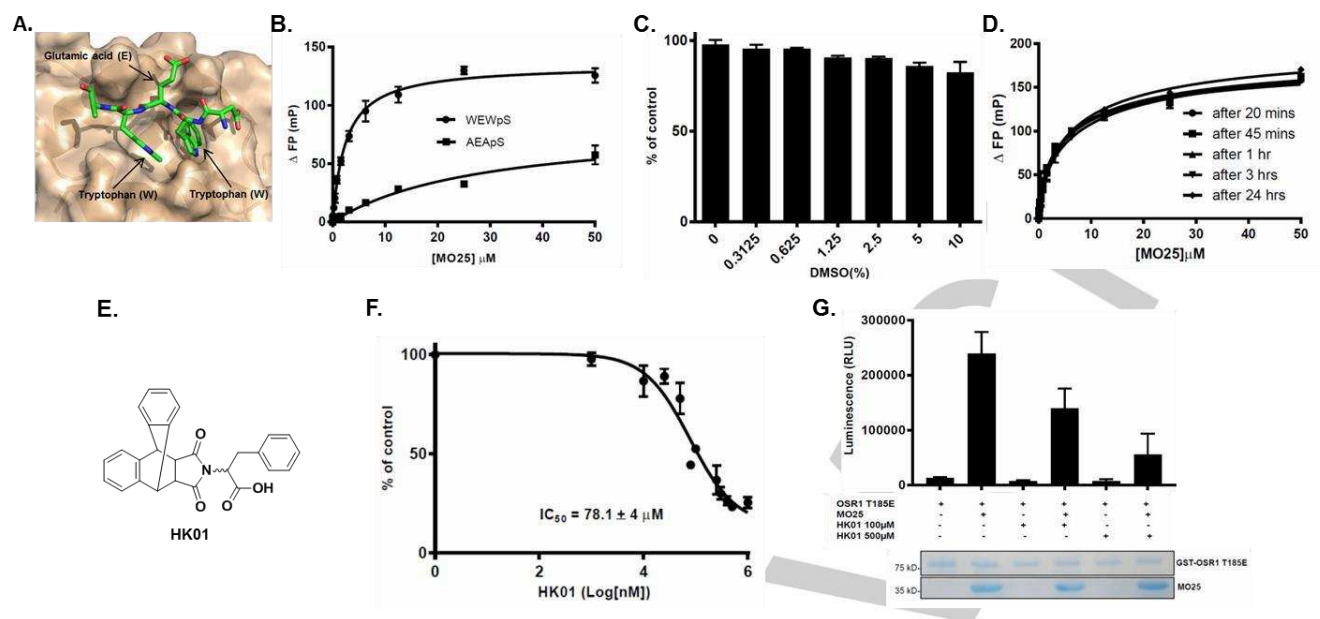 A.
Glutamic acid (E)
Tryptophan (W)
Tryptophan (W)
B.
Δ FP (mP)
150
100
50
0
WEWpS
AEApS
0
10
20
30
40
50
[MO25] μM
C.
% of control
100
50
0
0
0.3125
0.625
1.25
2.5
5
10
DMSO(%)
D.
Δ FP (mP)
200
150
100
50
0
after 20 mins
after 45 mins
after 1 hr
after 3 hrs
after 24 hrs
0
10
20
30
40
50
[MO25]μM
E.
O
N
O
O
OH
HK01
F.
% of control
100
50
0
IC50 = 78.1 ± 4 μM
0
2
4
6
HK01 (Log[nM])
G.
Luminescence (RLU)
300000
200000
100000
0
OSR1 T185E + + + + + +
MO25 - + - + - +
HK01 100μM - - + + - -
HK01 500μM - - - - + +
75 kD
GST-OSR1 T185E
35 kD
MO25